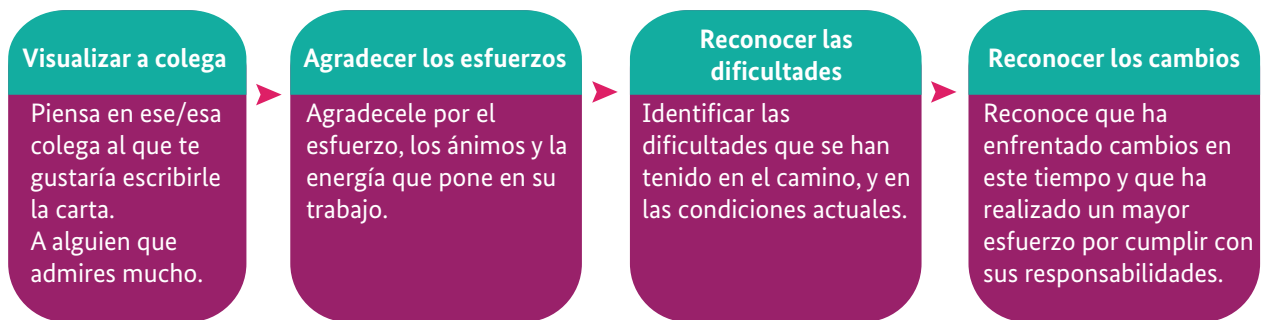 Visualizar a colega
Piensa en ese/esa
colega al que te
gustaría escribirle
la carta.
A alguien que
admires mucho.
Agradecer los esfuerzos
Agradecele por el
esfuerzo, los ánimos y la
energía que pone en su
trabajo.
Reconocer las
dificultades
Identificar las
dificultades que se han
tenido en el camino, y en
las condiciones actuales.
Reconocer los cambios
Reconoce que ha
enfrentado cambios en
este tiempo y que ha
realizado un mayor
esfuerzo por cumplir con
sus responsabilidades.